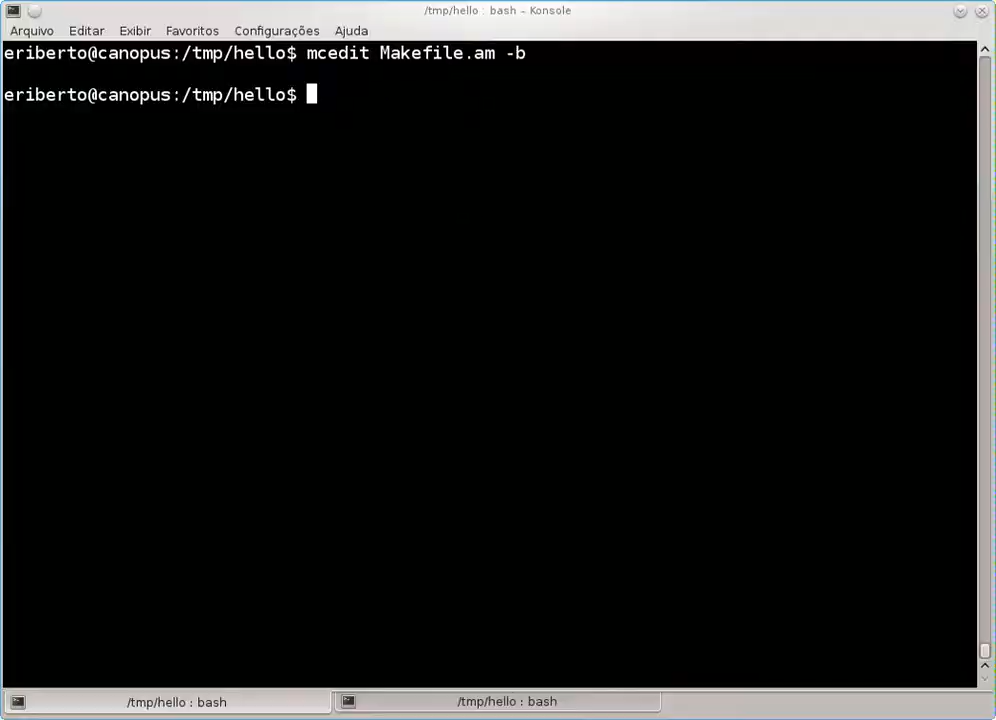 /tmp/hello : bash – Konsole
Arquivo Editar Exibir Favoritos Configurações Ajuda
eriberto@canopus:/tmp/hello$ mcedit Makefile.am -b
eriberto@canopus:/tmp/hello$
/tmp/hello : bash /tmp/hello : bash